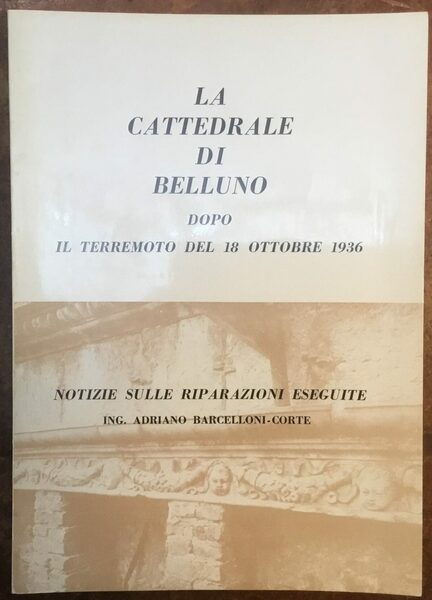 LA
CATTEDRALE
DI
BELLUNO
DOPO
IL TERREMOTO DEL 18 OTTOBRE 1936
NOTIZIE SULLE RIPARAZIONI ESEGUITE
ING. ADRIANO BARCELLONI-CORTE